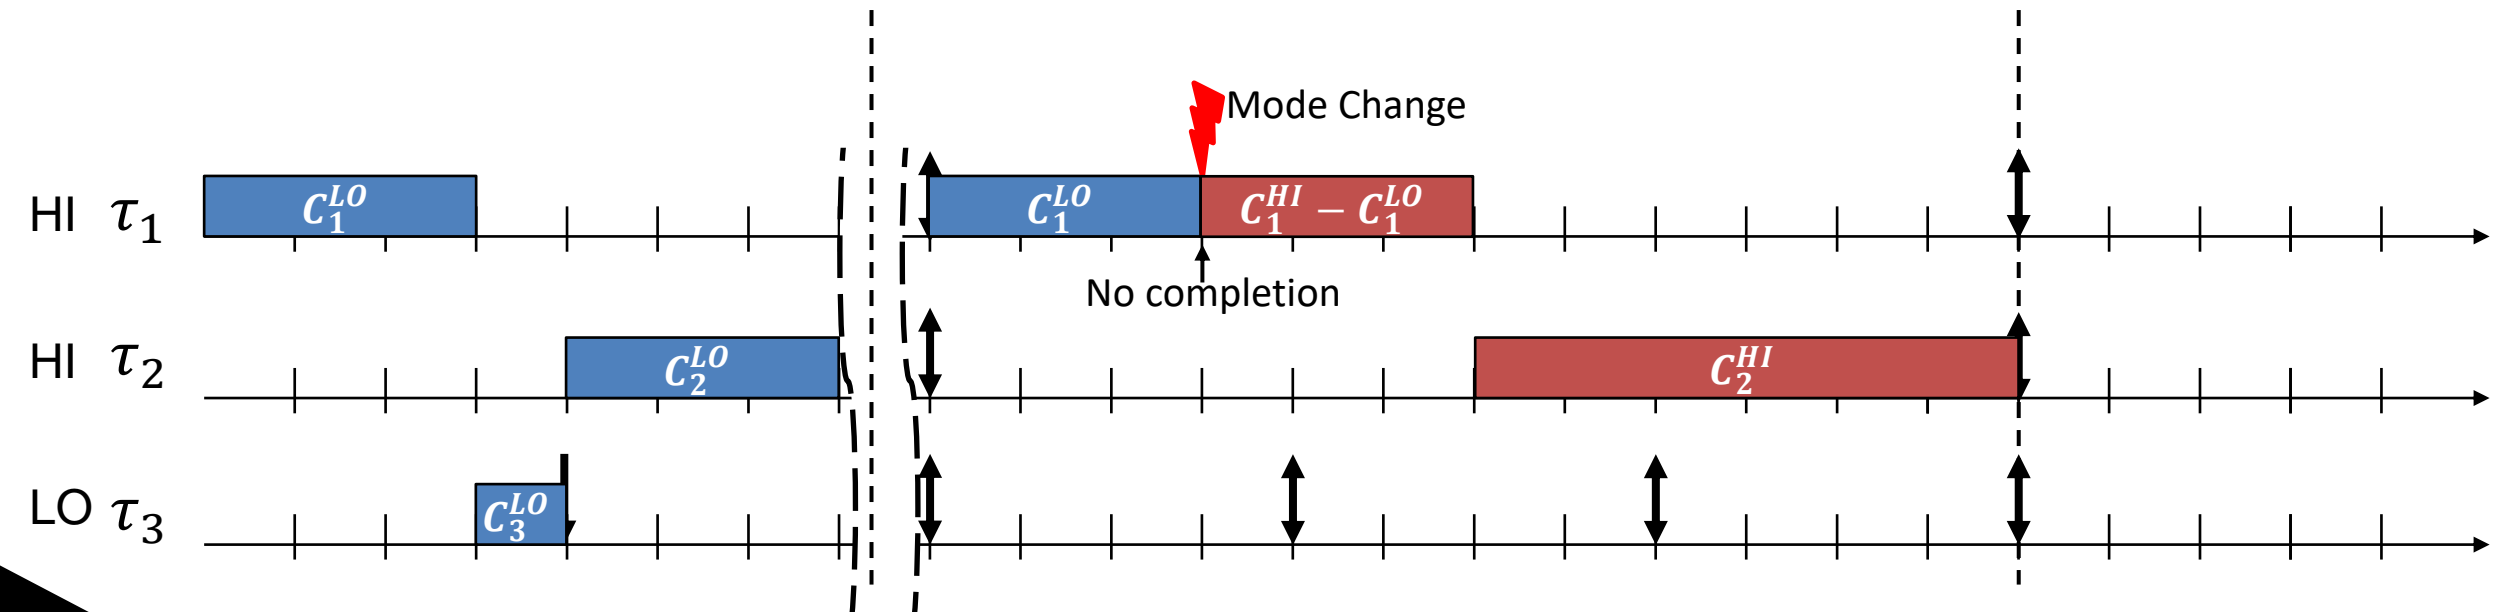 Mode Change
HI τ₁ C₁ᴸᴼ C₁ᴸᴼ C₁ᴴᴵ − C₁ᴸᴼ
No completion
HI τ₂ C₂ᴸᴼ C₂ᴴᴵ
LO τ₃ C₃ᴸᴼ